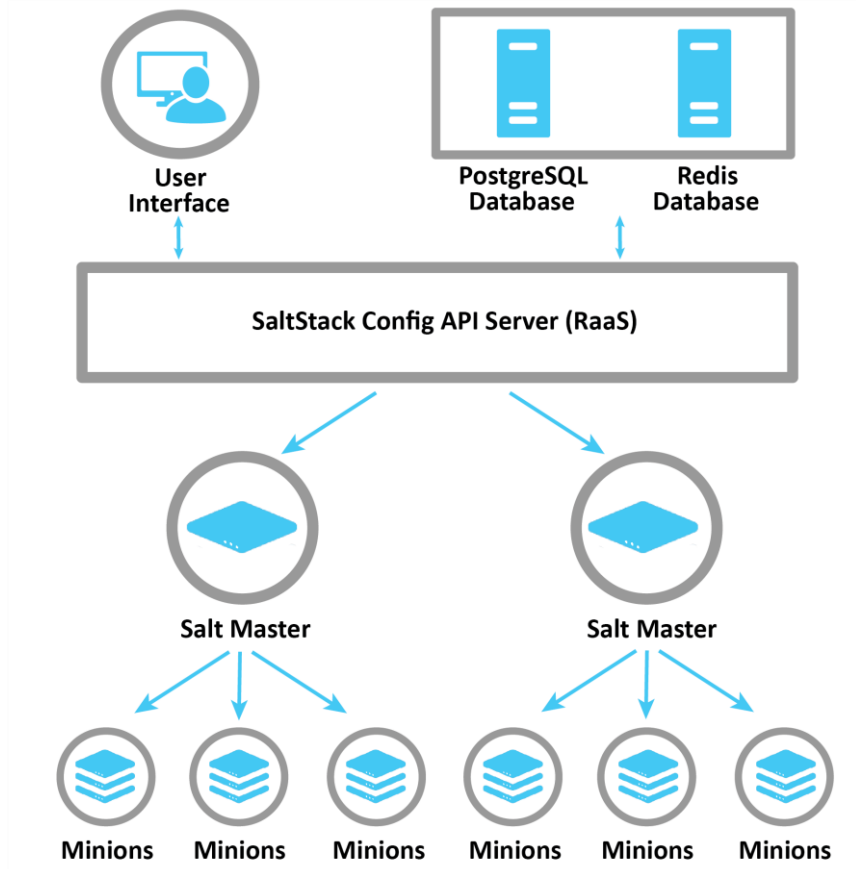 User
Interface
PostgreSQL
Database
Redis
Database
SaltStack Config API Server (RaaS)
Salt Master
Salt Master
Minions
Minions
Minions
Minions
Minions
Minions